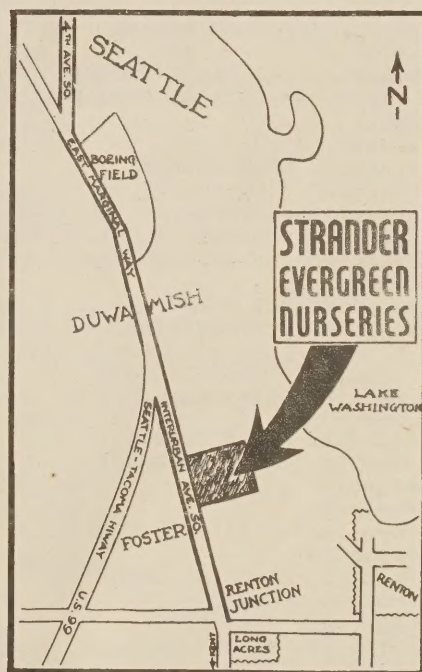 4TH AVE. SO.
SEATTLE
N
BOEING
FIELD
EAST MARGINAL WAY
STRANDER
EVERGREEN
NURSERIES
DUWAMISH
LAKE
WASHINGTON
SEATTLE-TACOMA HIWAY
INTERURBAN AVE. SO.
FOSTER
RENTON
JUNCTION
RENTON
U.S. 99
KENT
LONG
ACRES